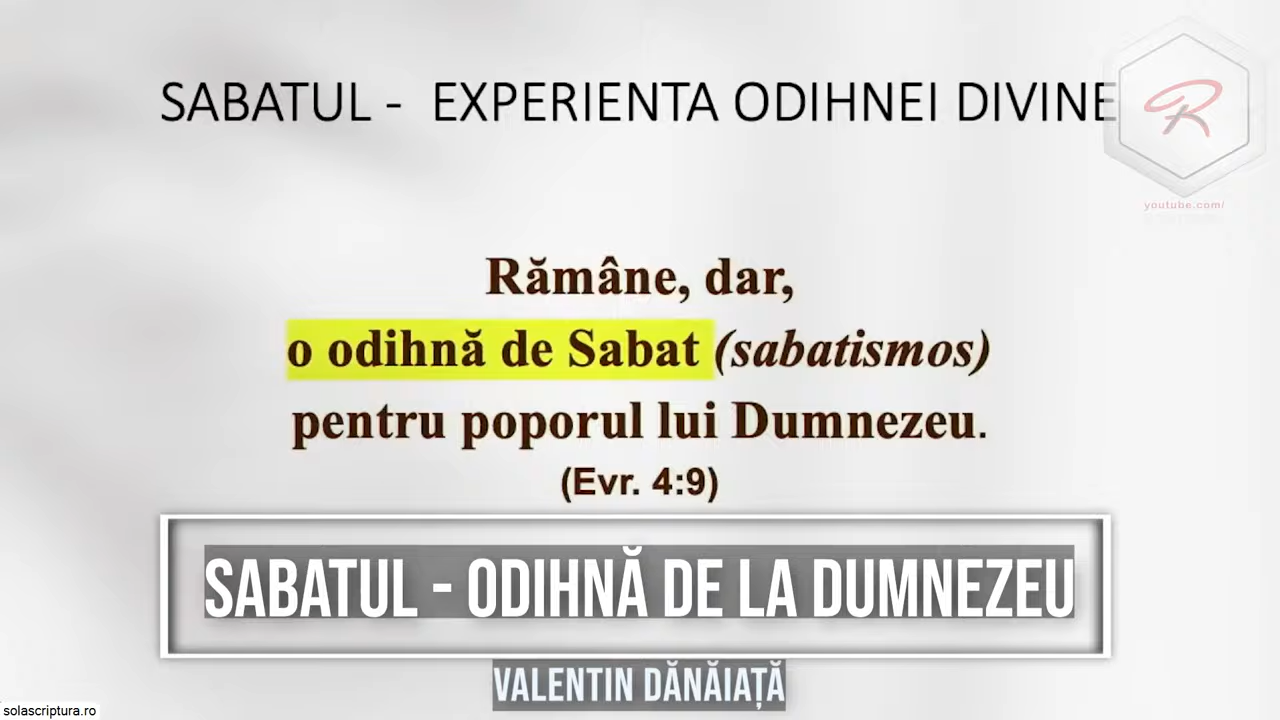 SABATUL - EXPERIENTA ODIHNEI DIVINE
R
youtube.com/
Rămâne, dar,
o odihnă de Sabat (sabatismos)
pentru poporul lui Dumnezeu.
(Evr. 4:9)
SABATUL - ODIHNĂ DE LA DUMNEZEU
VALENTIN DĂNĂIAȚĂ
solascriptura.ro